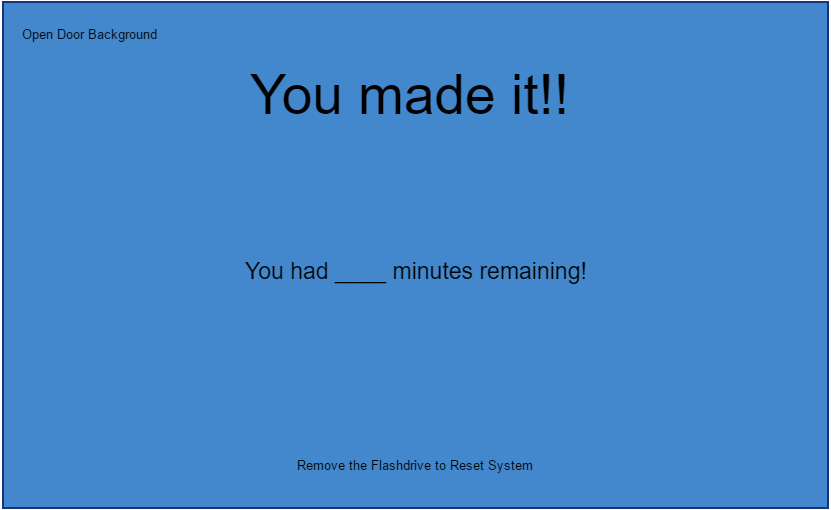 Open Door Background
You made it!!
You had ____ minutes remaining!
Remove the Flashdrive to Reset System